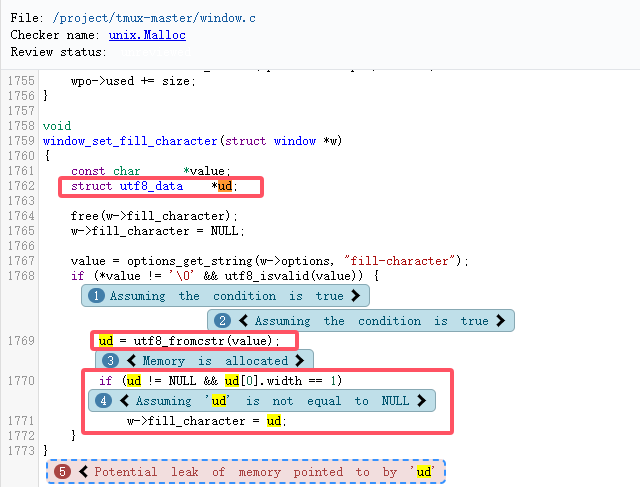 File: /project/tmux-master/window.c
Checker name: unix.Malloc
Review status:
1755 wpo->used += size;
1756 }
1757
1758 void
1759 window_set_fill_character(struct window *w)
1760 {
1761 const char *value;
1762 struct utf8_data *ud;
1763
1764 free(w->fill_character);
1765 w->fill_character = NULL;
1766
1767 value = options_get_string(w->options, "fill-character");
1768 if (*value != '\0' && utf8_isvalid(value)) {
1 Assuming the condition is true >
2 < Assuming the condition is true >
1769 ud = utf8_fromcstr(value);
3 < Memory is allocated >
1770 if (ud != NULL && ud[0].width == 1)
4 < Assuming 'ud' is not equal to NULL >
1771 w->fill_character = ud;
1772 }
1773 }
5 < Potential leak of memory pointed to by 'ud'